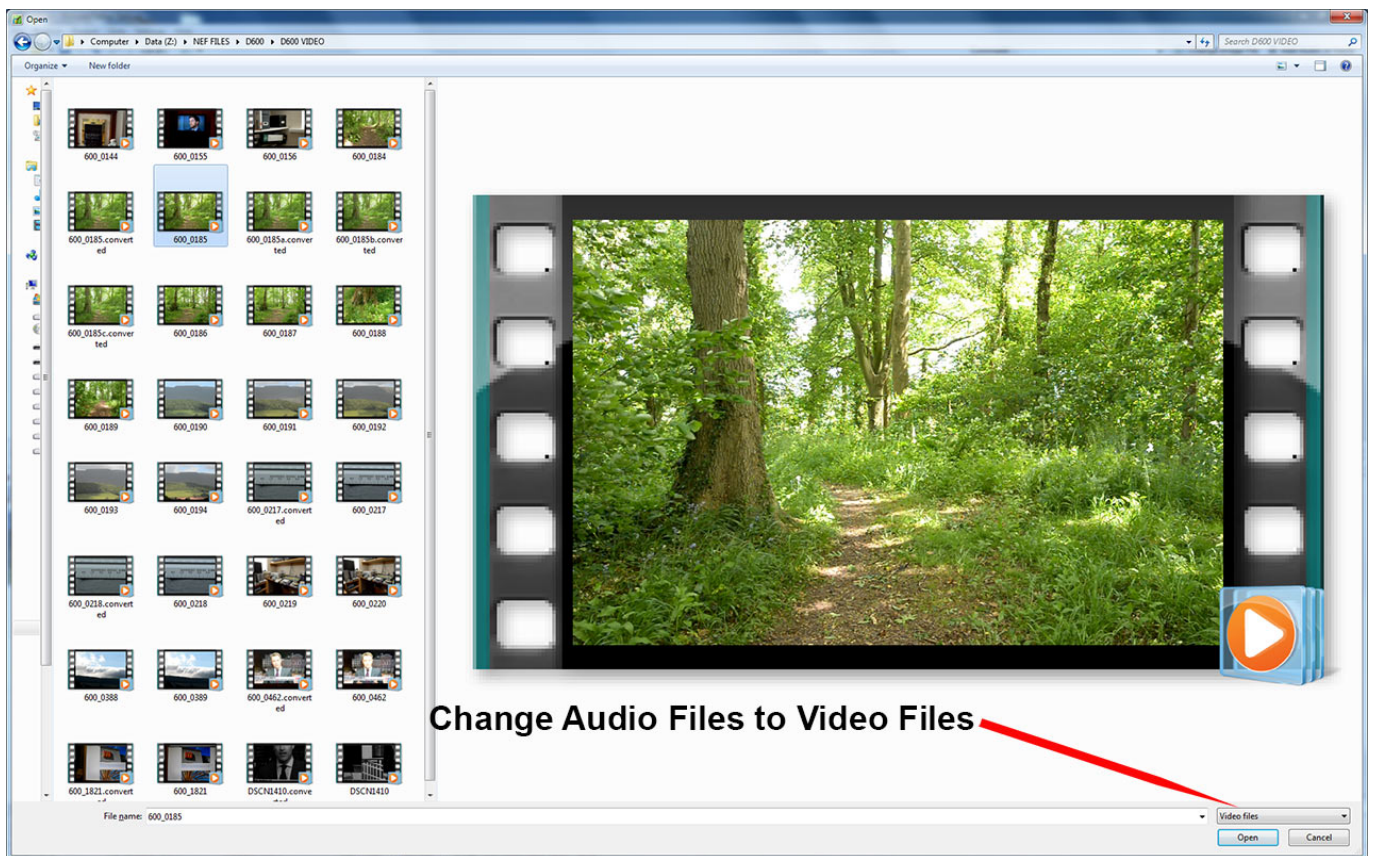 Open
Computer ▸ Data (Z:) ▸ NEF FILES ▸ D600 ▸ D600 VIDEO
Search D600 VIDEO
Organize New folder
600_0144 600_0155 600_0156 600_0184
600_0185.convert 600_0185 600_0185a.conver 600_0185b.conver
ed ted ted
600_0185c.conver 600_0186 600_0187 600_0188
ted
600_0189 600_0190 600_0191 600_0192
600_0193 600_0194 600_0217.convert 600_0217
ed
600_0218.convert 600_0218 600_0219 600_0220
ed
600_0388 600_0389 600_0462.convert 600_0462
ed
Change Audio Files to Video Files
600_1821.convert 600_1821 DSCN1410.conve DSCN1410
File name: 600_0185 Video files
Open Cancel